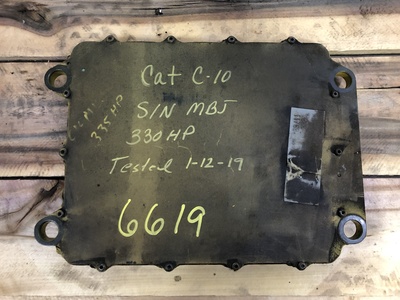 Cat C-10
S/N MBJ
330 HP
Tested 1-12-19
6619
335 HP